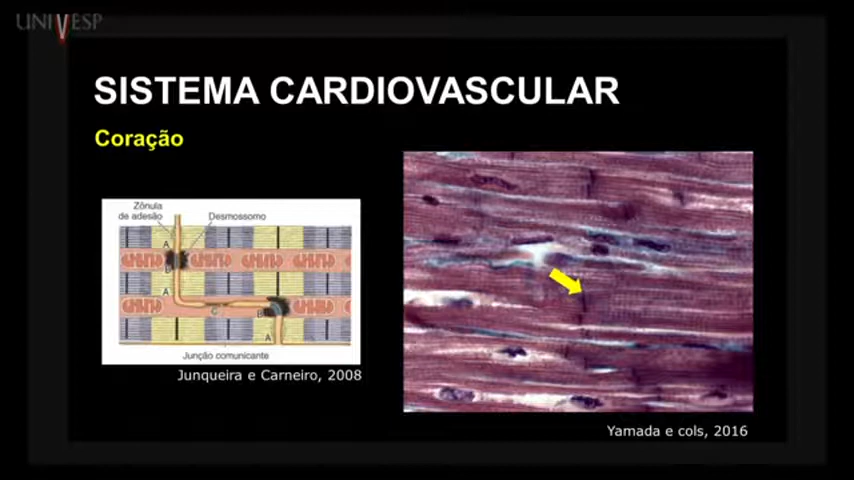 UNIVESP
SISTEMA CARDIOVASCULAR
Coração
Zônula
de adesão
Desmossomo
A
B
A
C
B
A
Junção comunicante
Junqueira e Carneiro, 2008
Yamada e cols, 2016